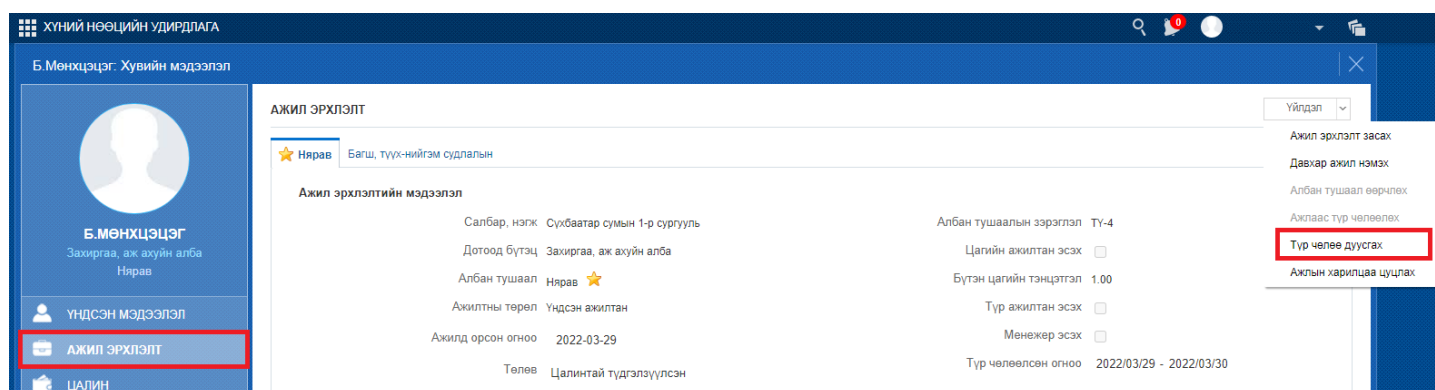 ХҮНИЙ НӨӨЦИЙН УДИРДЛАГА
0
Б.Мөнхцэцэг: Хувийн мэдээлэл
АЖИЛ ЭРХЛЭЛТ
Үйлдэл
Ажил эрхлэлт засах
Давхар ажил нэмэх
Албан тушаал өөрчлөх
Ажлаас түр чөлөөлөх
Түр чөлөө дуусгах
Ажлын харилцаа цуцлах
Нярав Багш, түүх-нийгэм судлалын
Ажил эрхлэлтийн мэдээлэл
Салбар, нэгж Сүхбаатар сумын 1-р сургууль
Дотоод бүтэц Захиргаа, аж ахуйн алба
Албан тушаал Нярав
Ажилтны төрөл Үндсэн ажилтан
Ажилд орсон огноо 2022-03-29
Төлөв Цалинтай түдгэлзүүлсэн
Албан тушаалын зэрэглэл ТҮ-4
Цагийн ажилтан эсэх
Бүтэн цагийн тэнцэтгэл 1.00
Түр ажилтан эсэх
Менежер эсэх
Түр чөлөөлсөн огноо 2022/03/29 - 2022/03/30
Б.МӨНХЦЭЦЭГ
Захиргаа, аж ахуйн алба
Нярав
ҮНДСЭН МЭДЭЭЛЭЛ
АЖИЛ ЭРХЛЭЛТ
ЦАЛИН